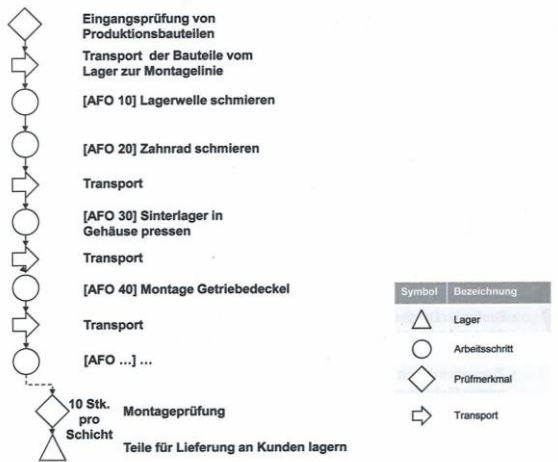 Eingangsprüfung von
Produktionsbauteilen
Transport der Bauteile vom
Lager zur Montagelinie
[AFO 10] Lagerwelle schmieren
[AFO 20] Zahnrad schmieren
Transport
[AFO 30] Sinterlager in
Gehäuse pressen
Transport
[AFO 40] Montage Getriebedeckel
Transport
[AFO ...] ...
10 Stk.
pro
Schicht
Montageprüfung
Teile für Lieferung an Kunden lagern
Symbol Bezeichnung
Lager
Arbeitsschritt
Prüfmerkmal
Transport